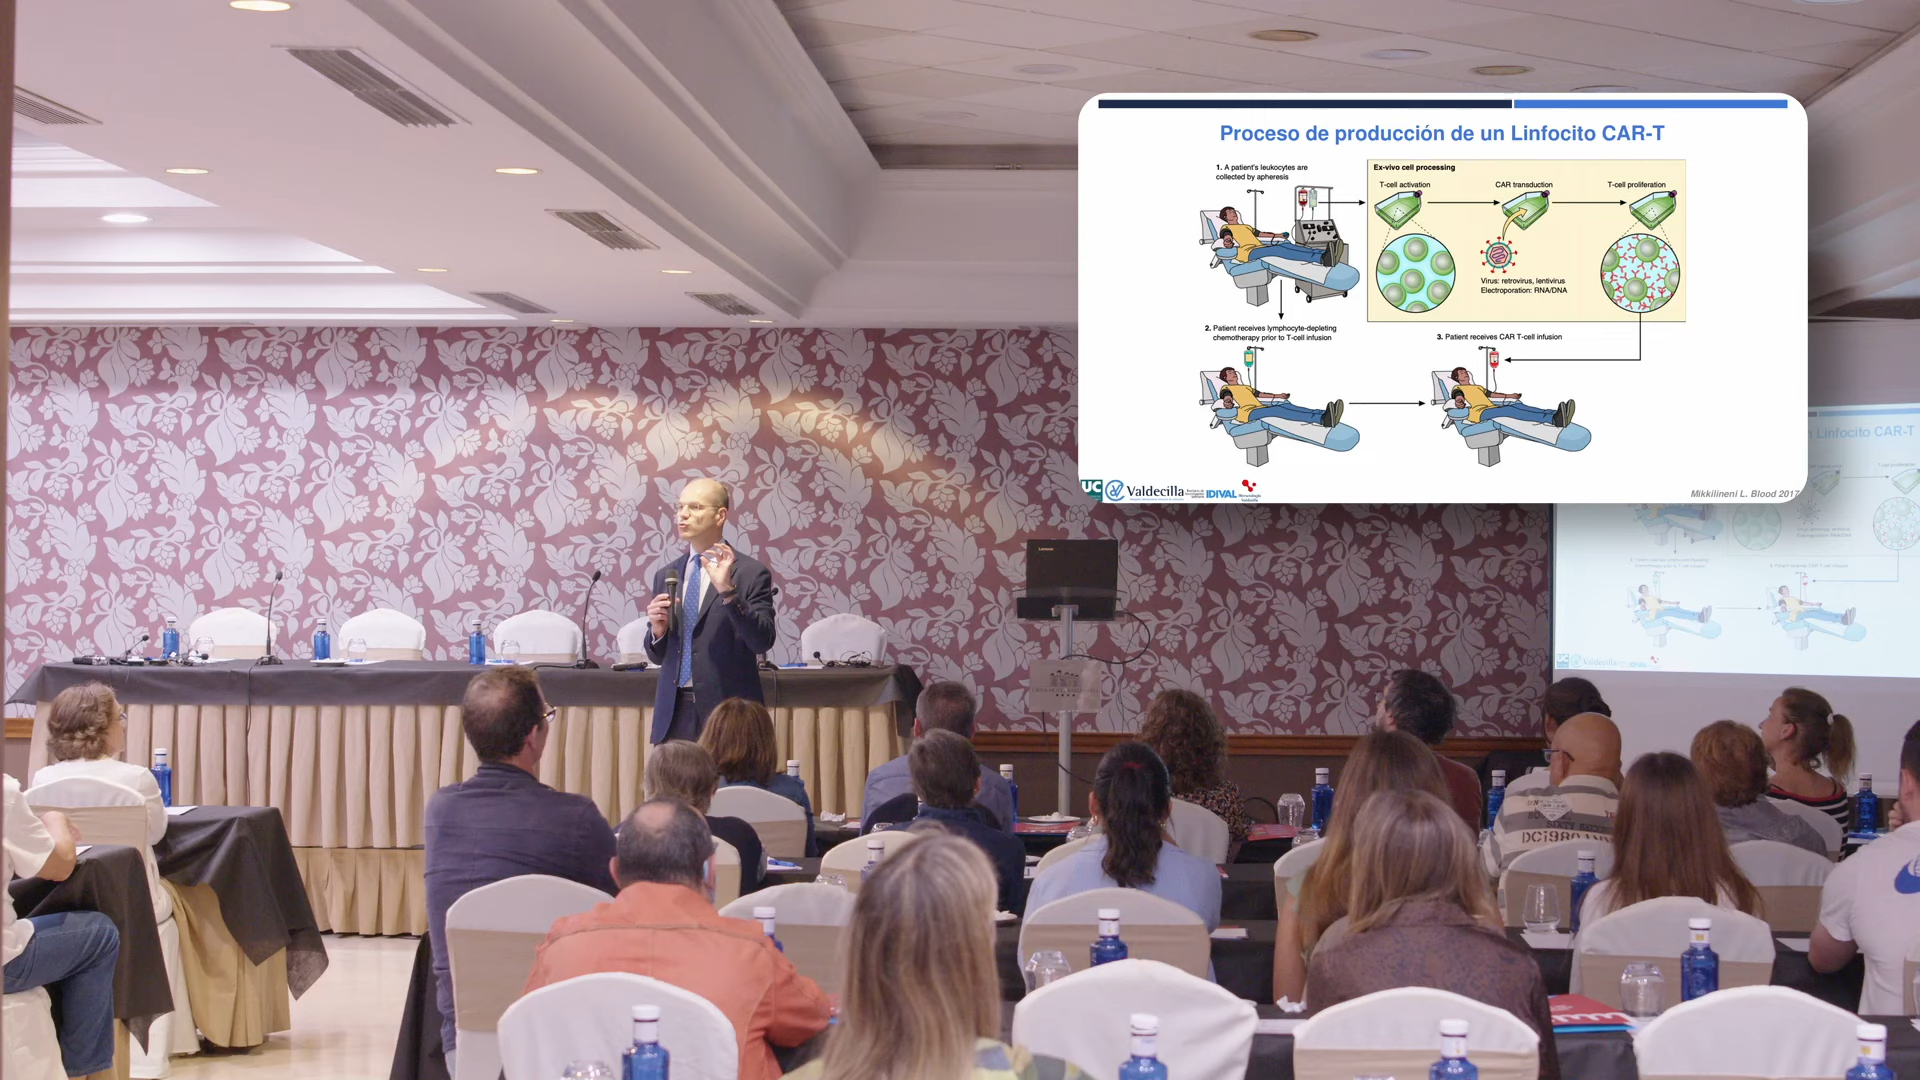 Proceso de producción de un Linfocito CAR-T
1. A patient's leukocytes are
collected by apheresis
Ex-vivo cell processing
T-cell activation
CAR transduction
T-cell proliferation
Virus: retrovirus, lentivirus
Electroporation: RNA/DNA
2. Patient receives lymphocyte-depleting
chemotherapy prior to T-cell infusion
3. Patient receives CAR T-cell infusion
UC
Valdecilla
IDIVAL
Mikkilineni L. Blood 2017
Linfocito CAR-T
Valdecilla
Lenovo